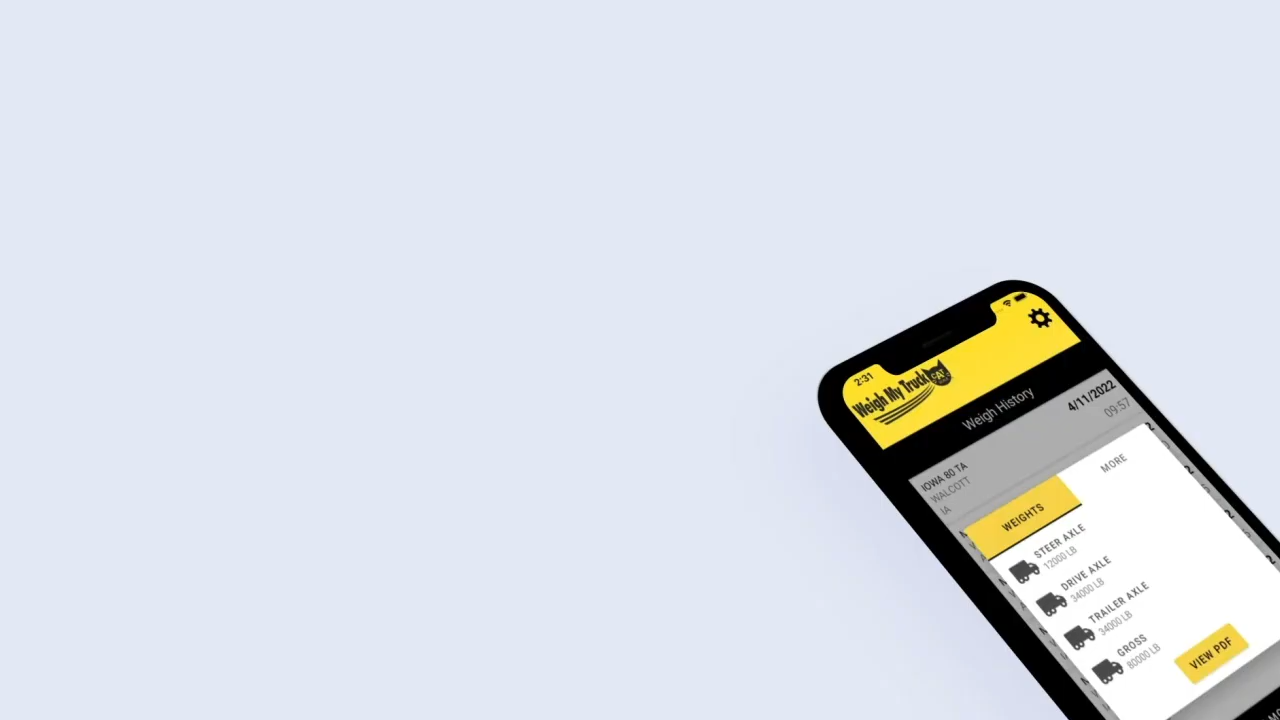 2:31
Weigh My Truck
CAT
Weigh History
4/11/2022
09:57
IOWA 80 TA
WALCOTT
IA
WEIGHTS
MORE
STEER AXLE
12000 LB
DRIVE AXLE
34000 LB
TRAILER AXLE
34000 LB
GROSS
80000 LB
VIEW PDF